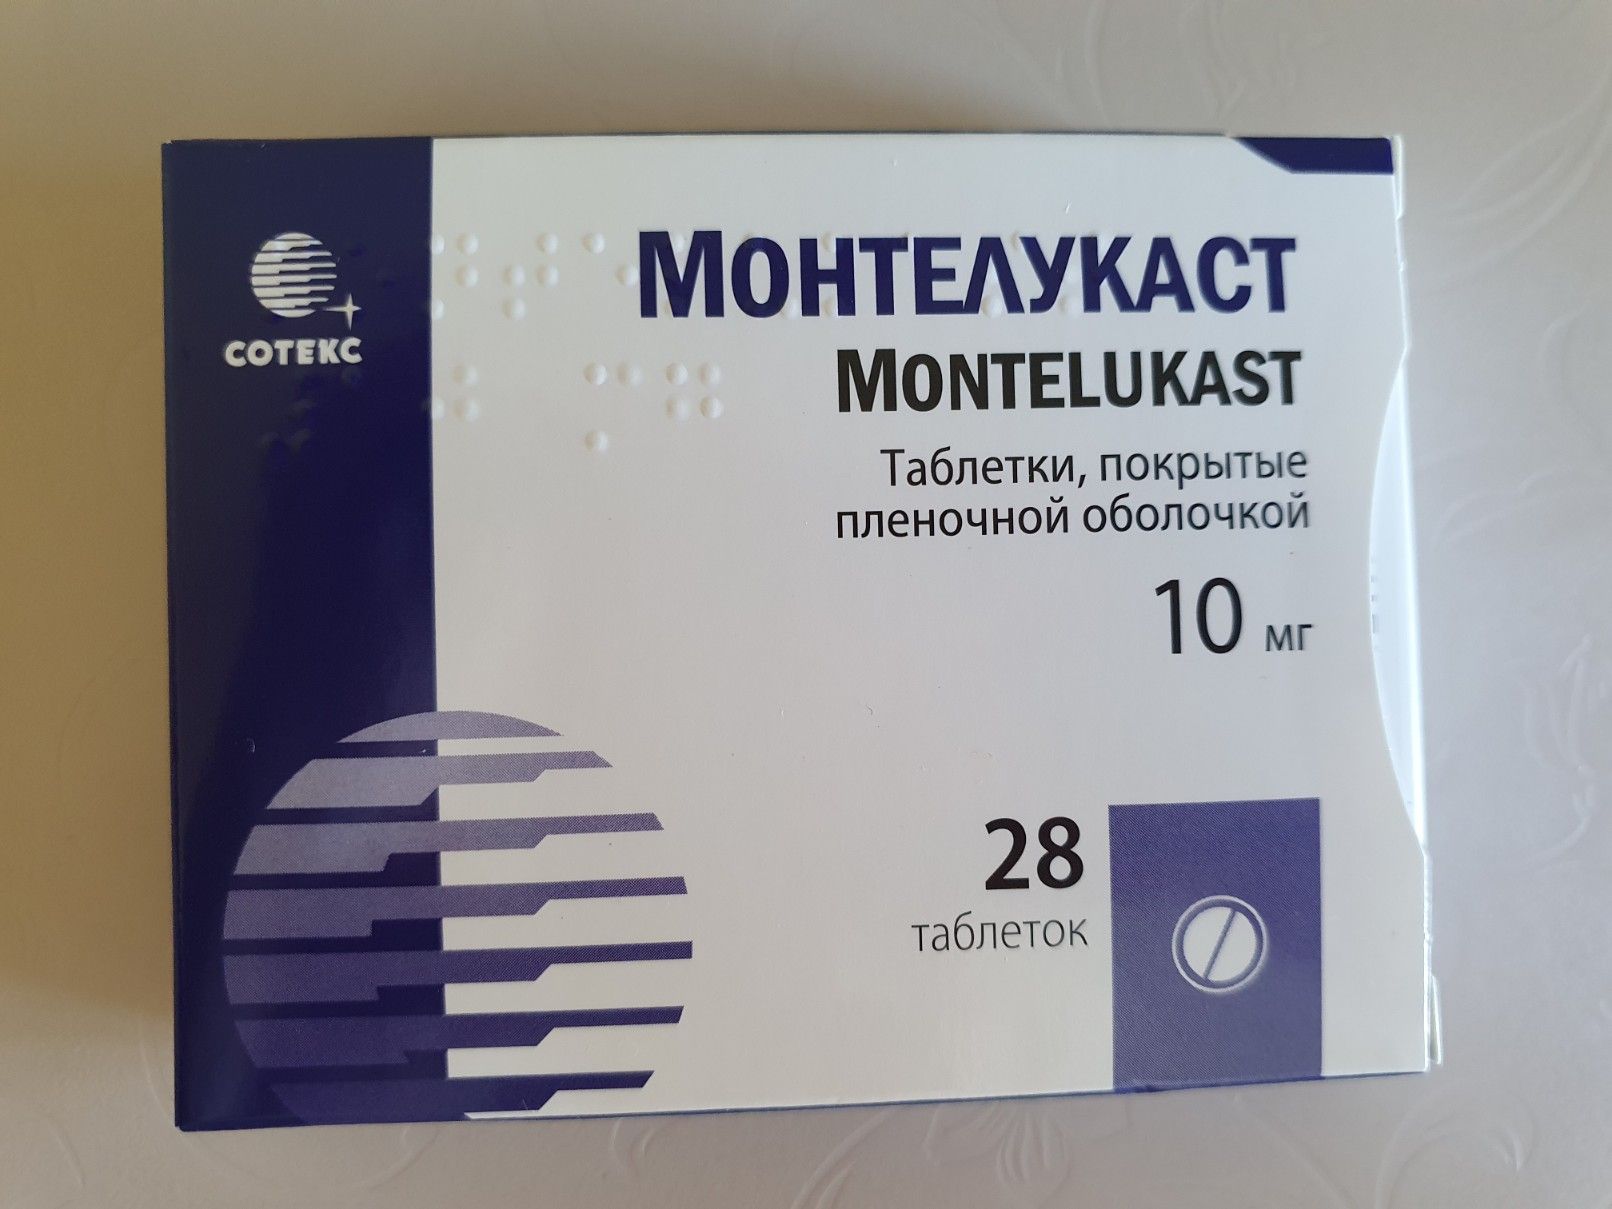 СОТЕКС
МОНТЕЛУКАСТ
MONTELUKAST
Таблетки, покрытые
пленочной оболочкой
10 мг
28
таблеток